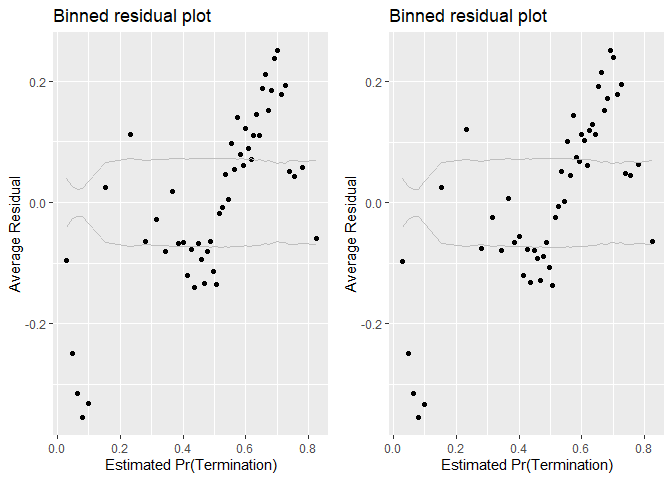 Binned residual plot
Average Residual
0.2
0.0
-0.2
0.0 0.2 0.4 0.6 0.8
Estimated Pr(Termination)
Binned residual plot
Average Residual
0.2
0.0
-0.2
0.0 0.2 0.4 0.6 0.8
Estimated Pr(Termination)